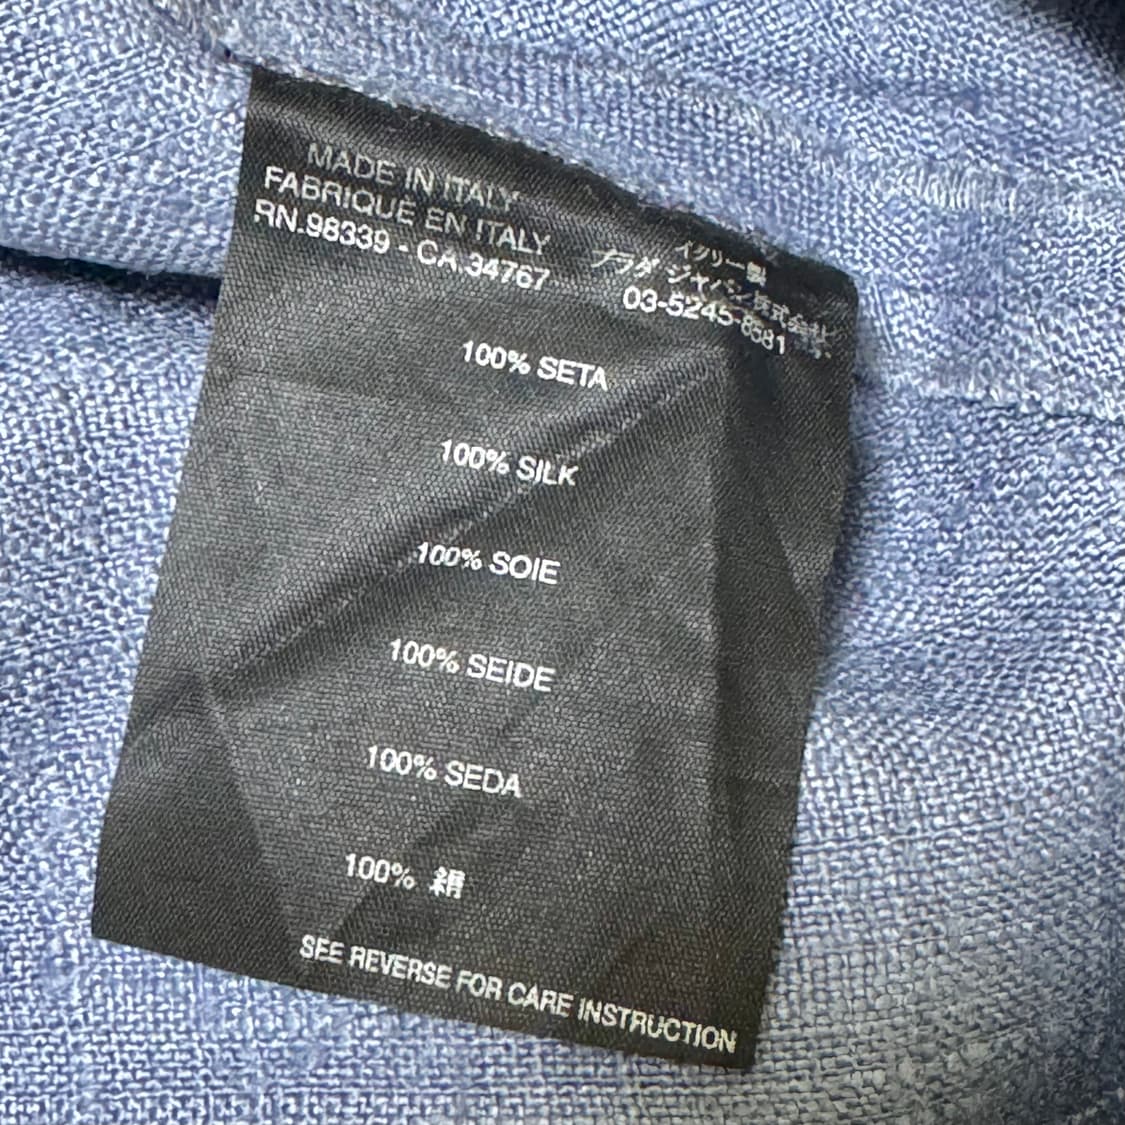 MADE IN ITALY
FABRIQUÉ EN ITALY
RN.98339 - CA.34767
イタリー製
プラダ ジャパン株式会社
03-5245-8581
100% SETA
100% SILK
100% SOIE
100% SEIDE
100% SEDA
100% 絹
SEE REVERSE FOR CARE INSTRUCTION